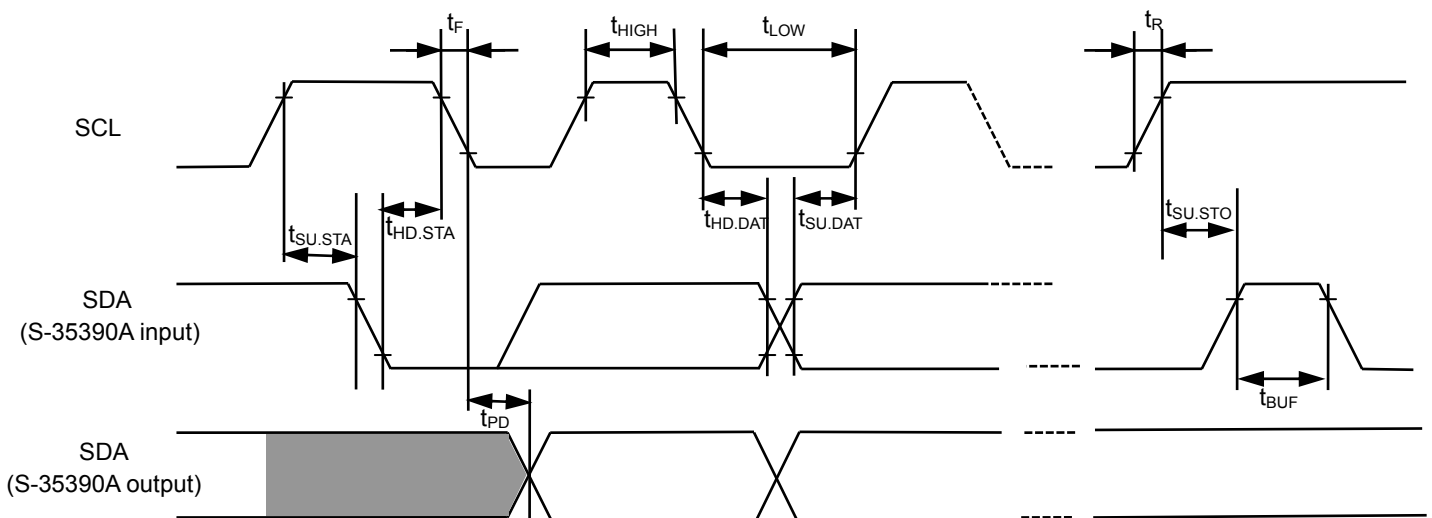 tF
tHIGH
tLOW
tR
SCL
tSU.STA
tHD.STA
tHD.DAT
tSU.DAT
tSU.STO
SDA
(S-35390A input)
tBUF
tPD
SDA
(S-35390A output)